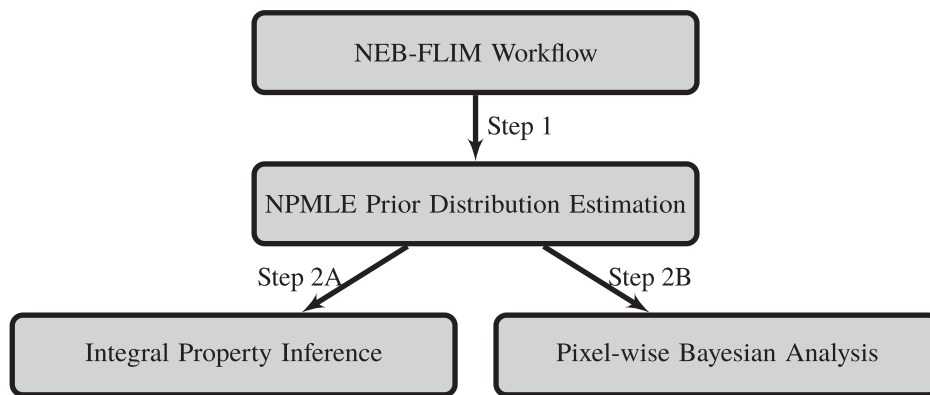 NEB-FLIM Workflow
Step 1
NPMLE Prior Distribution Estimation
Step 2A
Step 2B
Integral Property Inference
Pixel-wise Bayesian Analysis